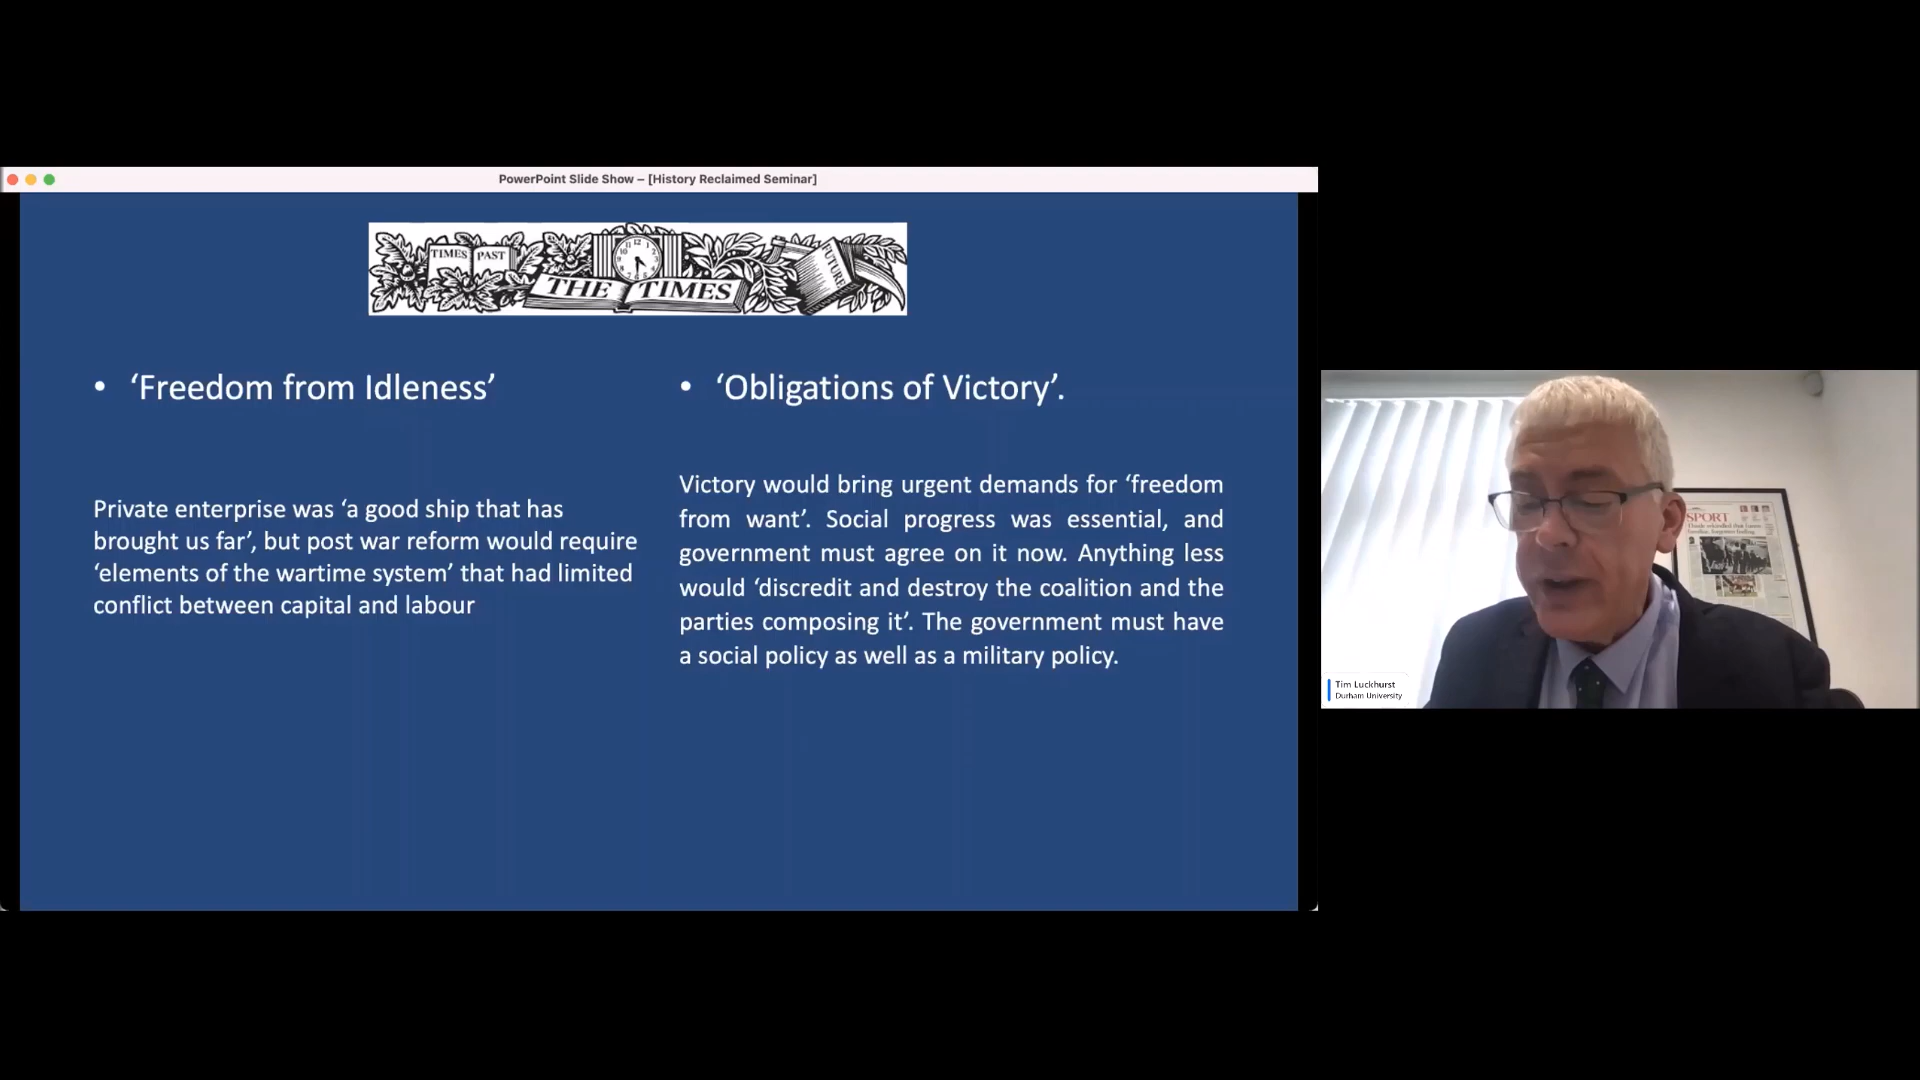 PowerPoint Slide Show – [History Reclaimed Seminar]
TIMES PAST
FUTURE
THE TIMES
• ‘Freedom from Idleness’
Private enterprise was ‘a good ship that has
brought us far’, but post war reform would require
‘elements of the wartime system’ that had limited
conflict between capital and labour
• ‘Obligations of Victory’.
Victory would bring urgent demands for ‘freedom
from want’. Social progress was essential, and
government must agree on it now. Anything less
would ‘discredit and destroy the coalition and the
parties composing it’. The government must have
a social policy as well as a military policy.
SPORT
Tim Luckhurst
Durham University